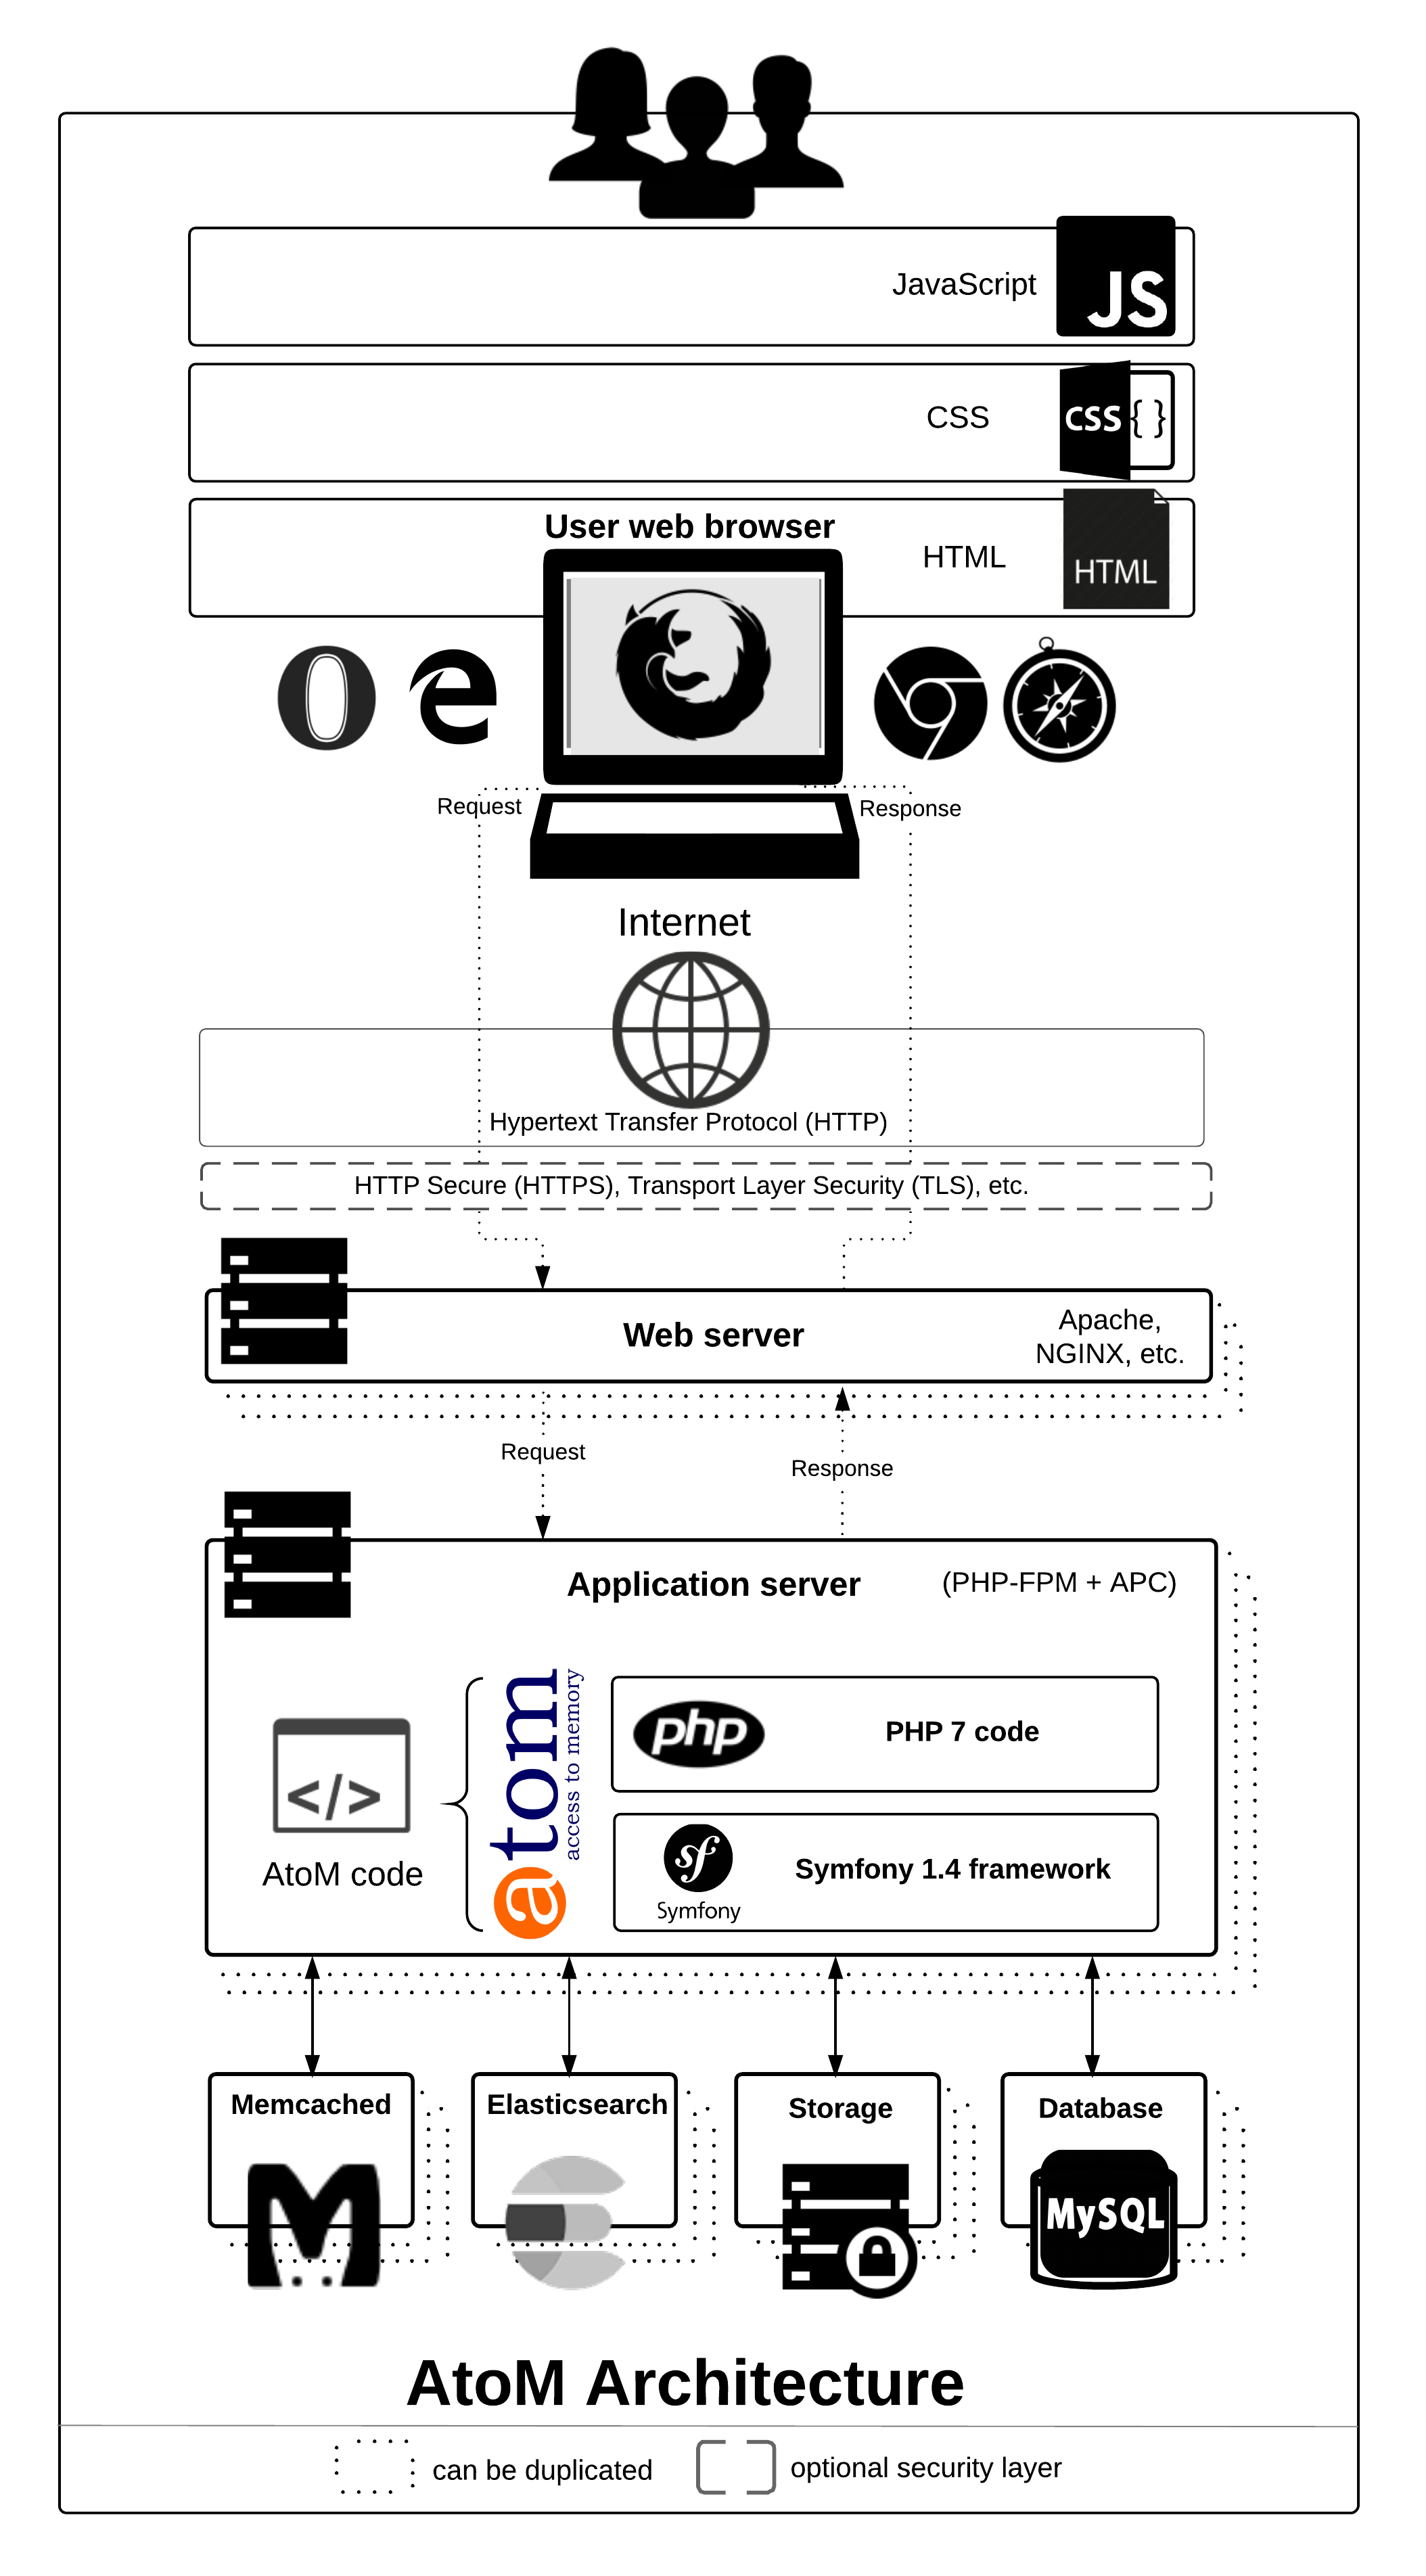 JavaScript
JS
CSS
CSS
{ }
User web browser
HTML
HTML
Request
Response
Internet
Hypertext Transfer Protocol (HTTP)
HTTP Secure (HTTPS), Transport Layer Security (TLS), etc.
Web server
Apache,
NGINX, etc.
Request
Response
Application server
(PHP-FPM + APC)
</>
AtoM code
atom
access to memory
php
PHP 7 code
sf
Symfony
Symfony 1.4 framework
Memcached
Elasticsearch
Storage
Database
MySQL
AtoM Architecture
can be duplicated
optional security layer